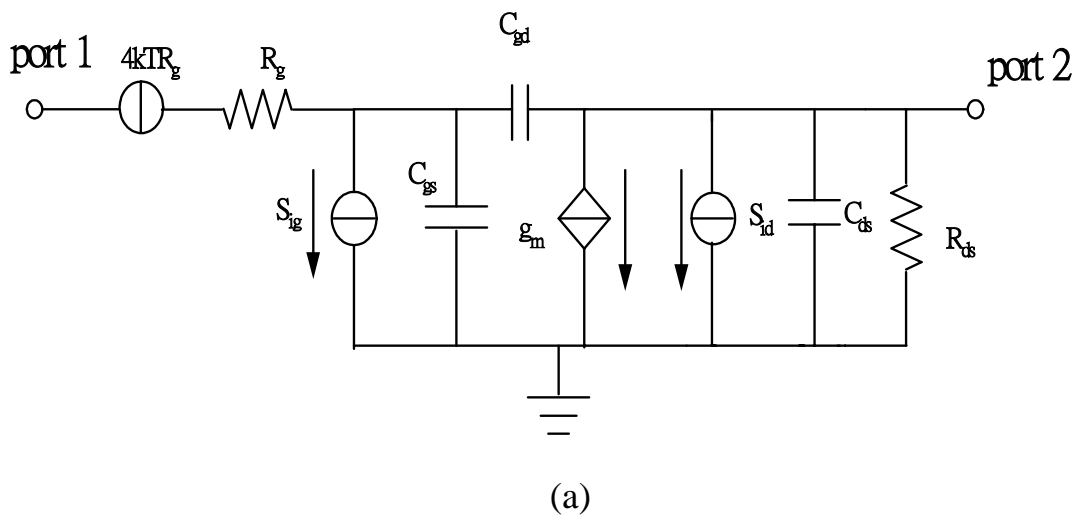 C_gd
port 1
4kTR_g
R_g
port 2
S_ig
C_gs
g_m
S_id
C_ds
R_ds
(a)